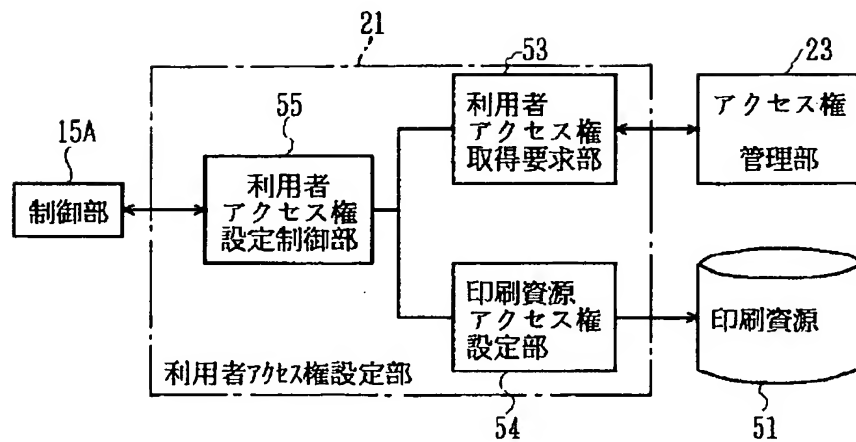 21
53
23
利用者
アクセス権
取得要求部
アクセス権
管理部
55
15A
利用者
アクセス権
設定制御部
制御部
印刷資源
アクセス権
設定部
印刷資源
利用者アクセス権設定部
54
51